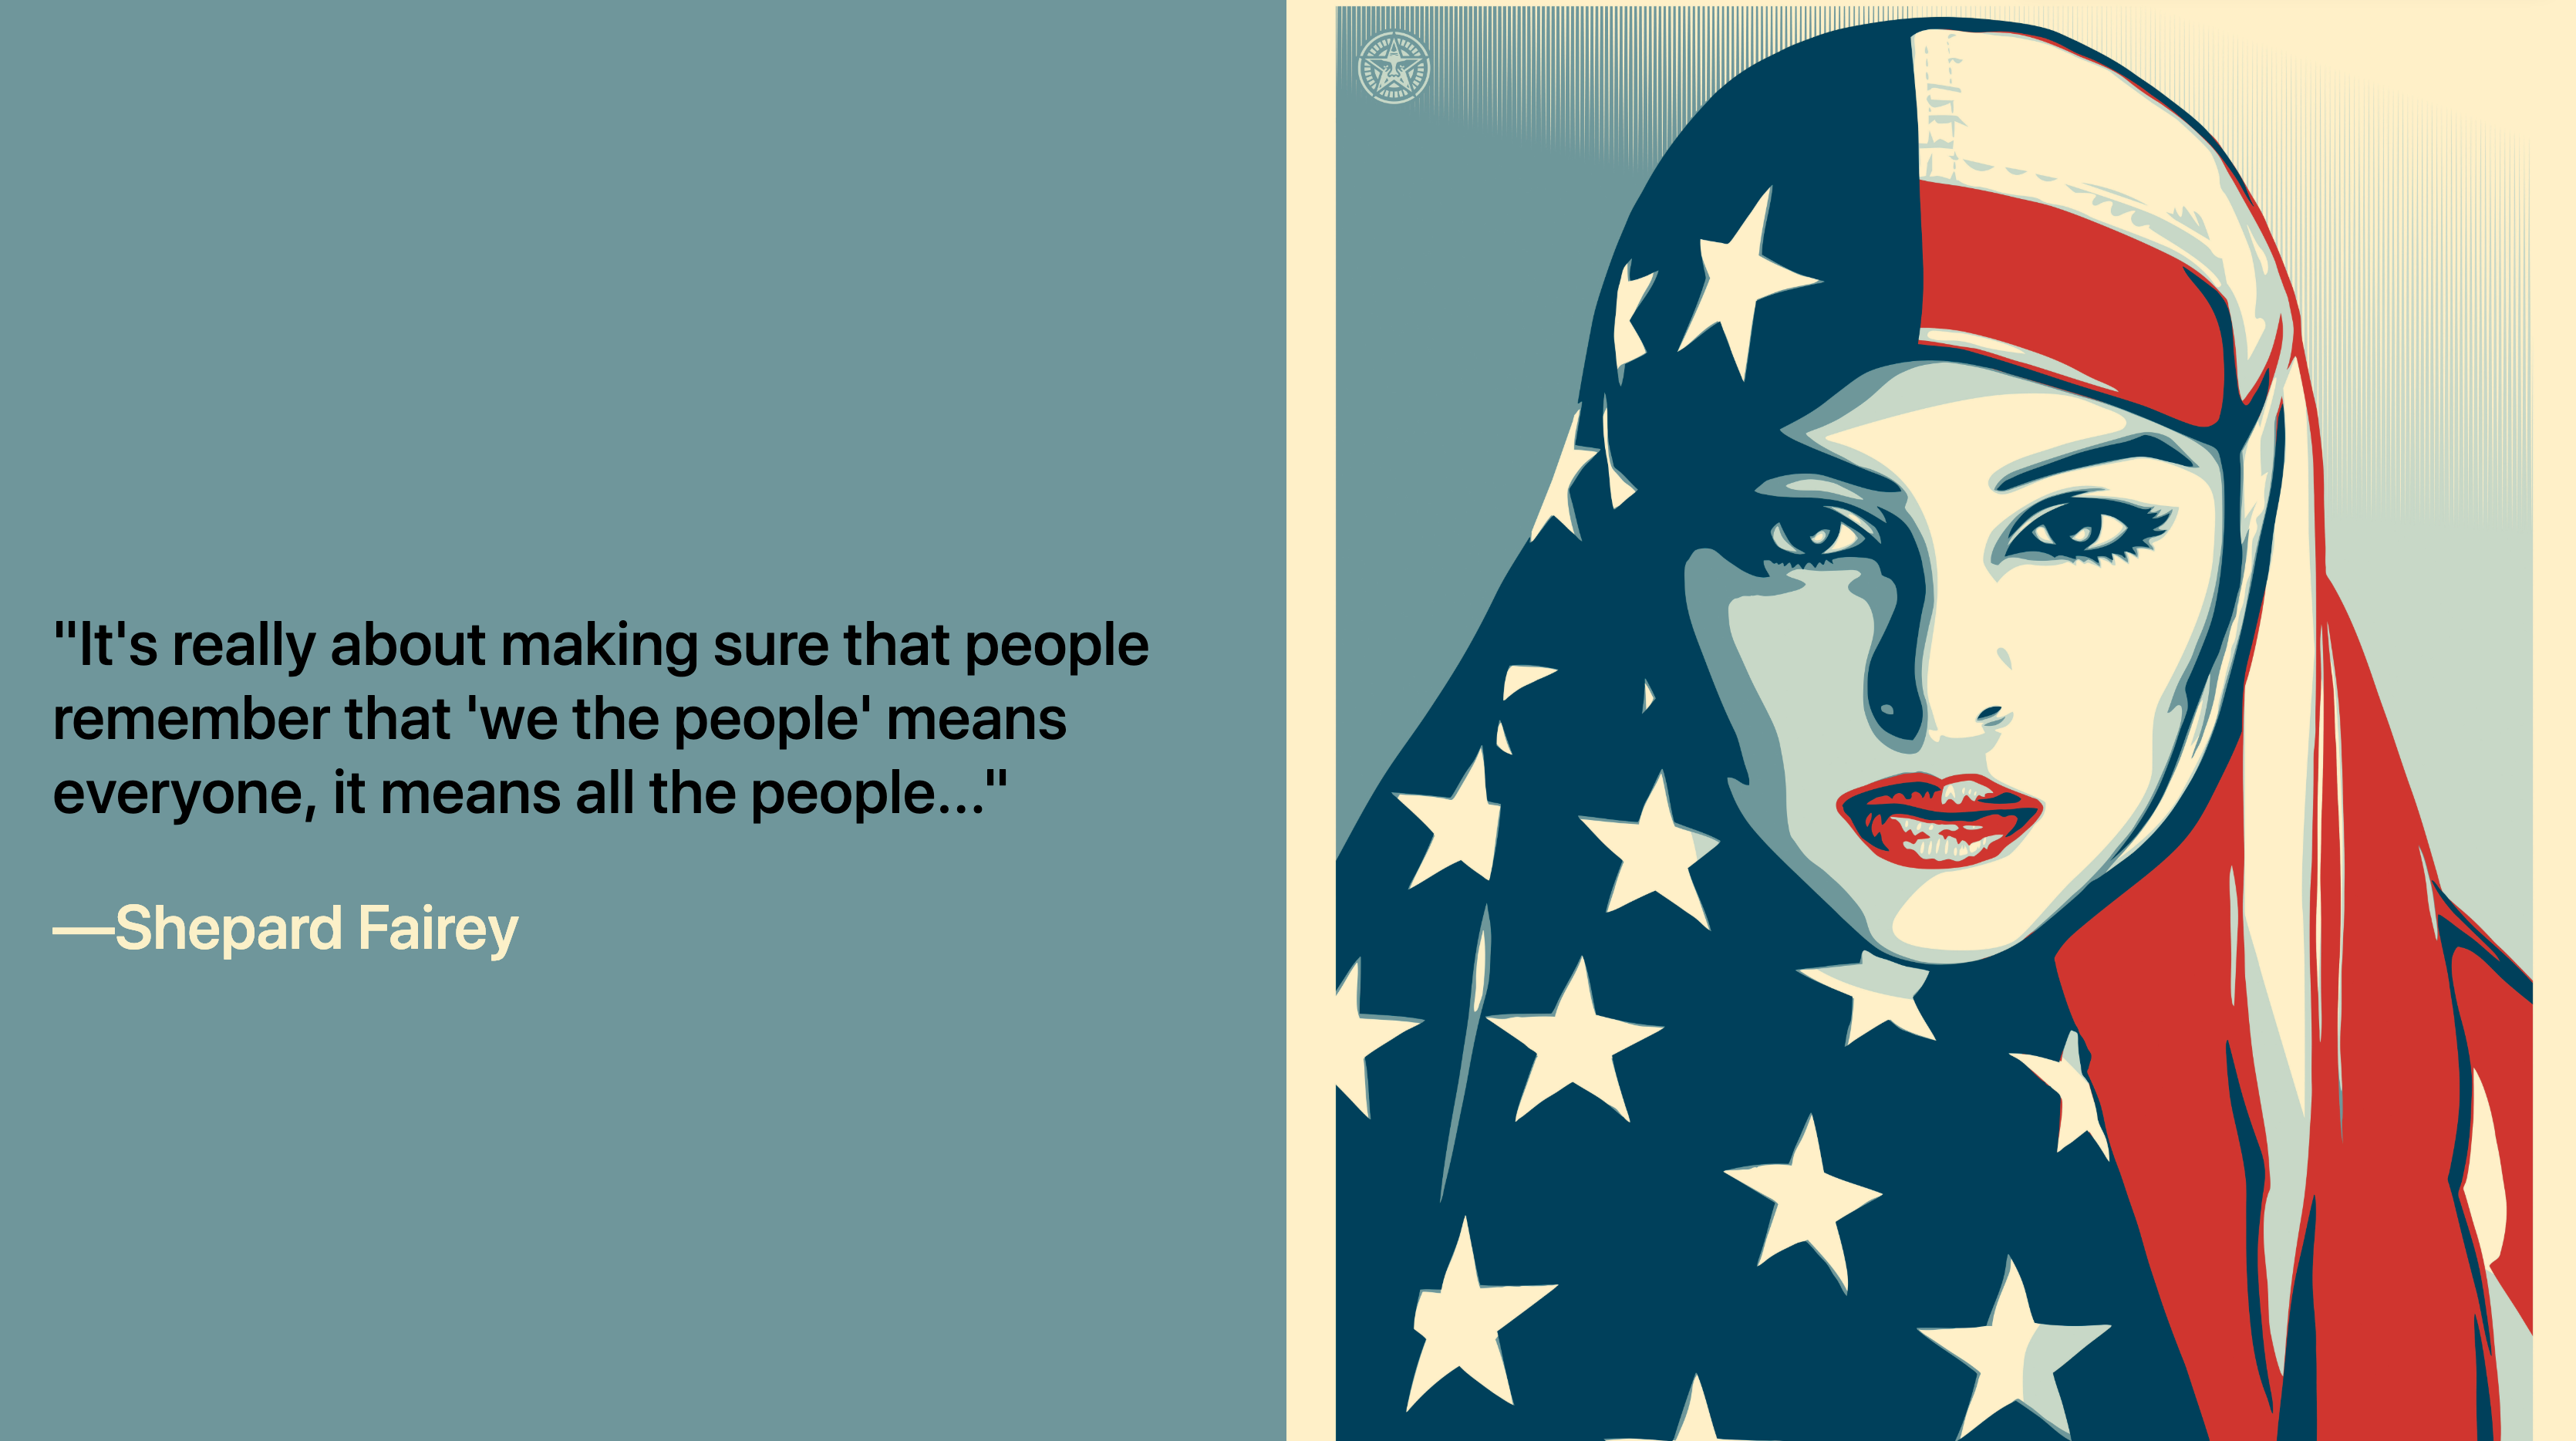 "It's really about making sure that people
remember that 'we the people' means
everyone, it means all the people..."
—Shepard Fairey